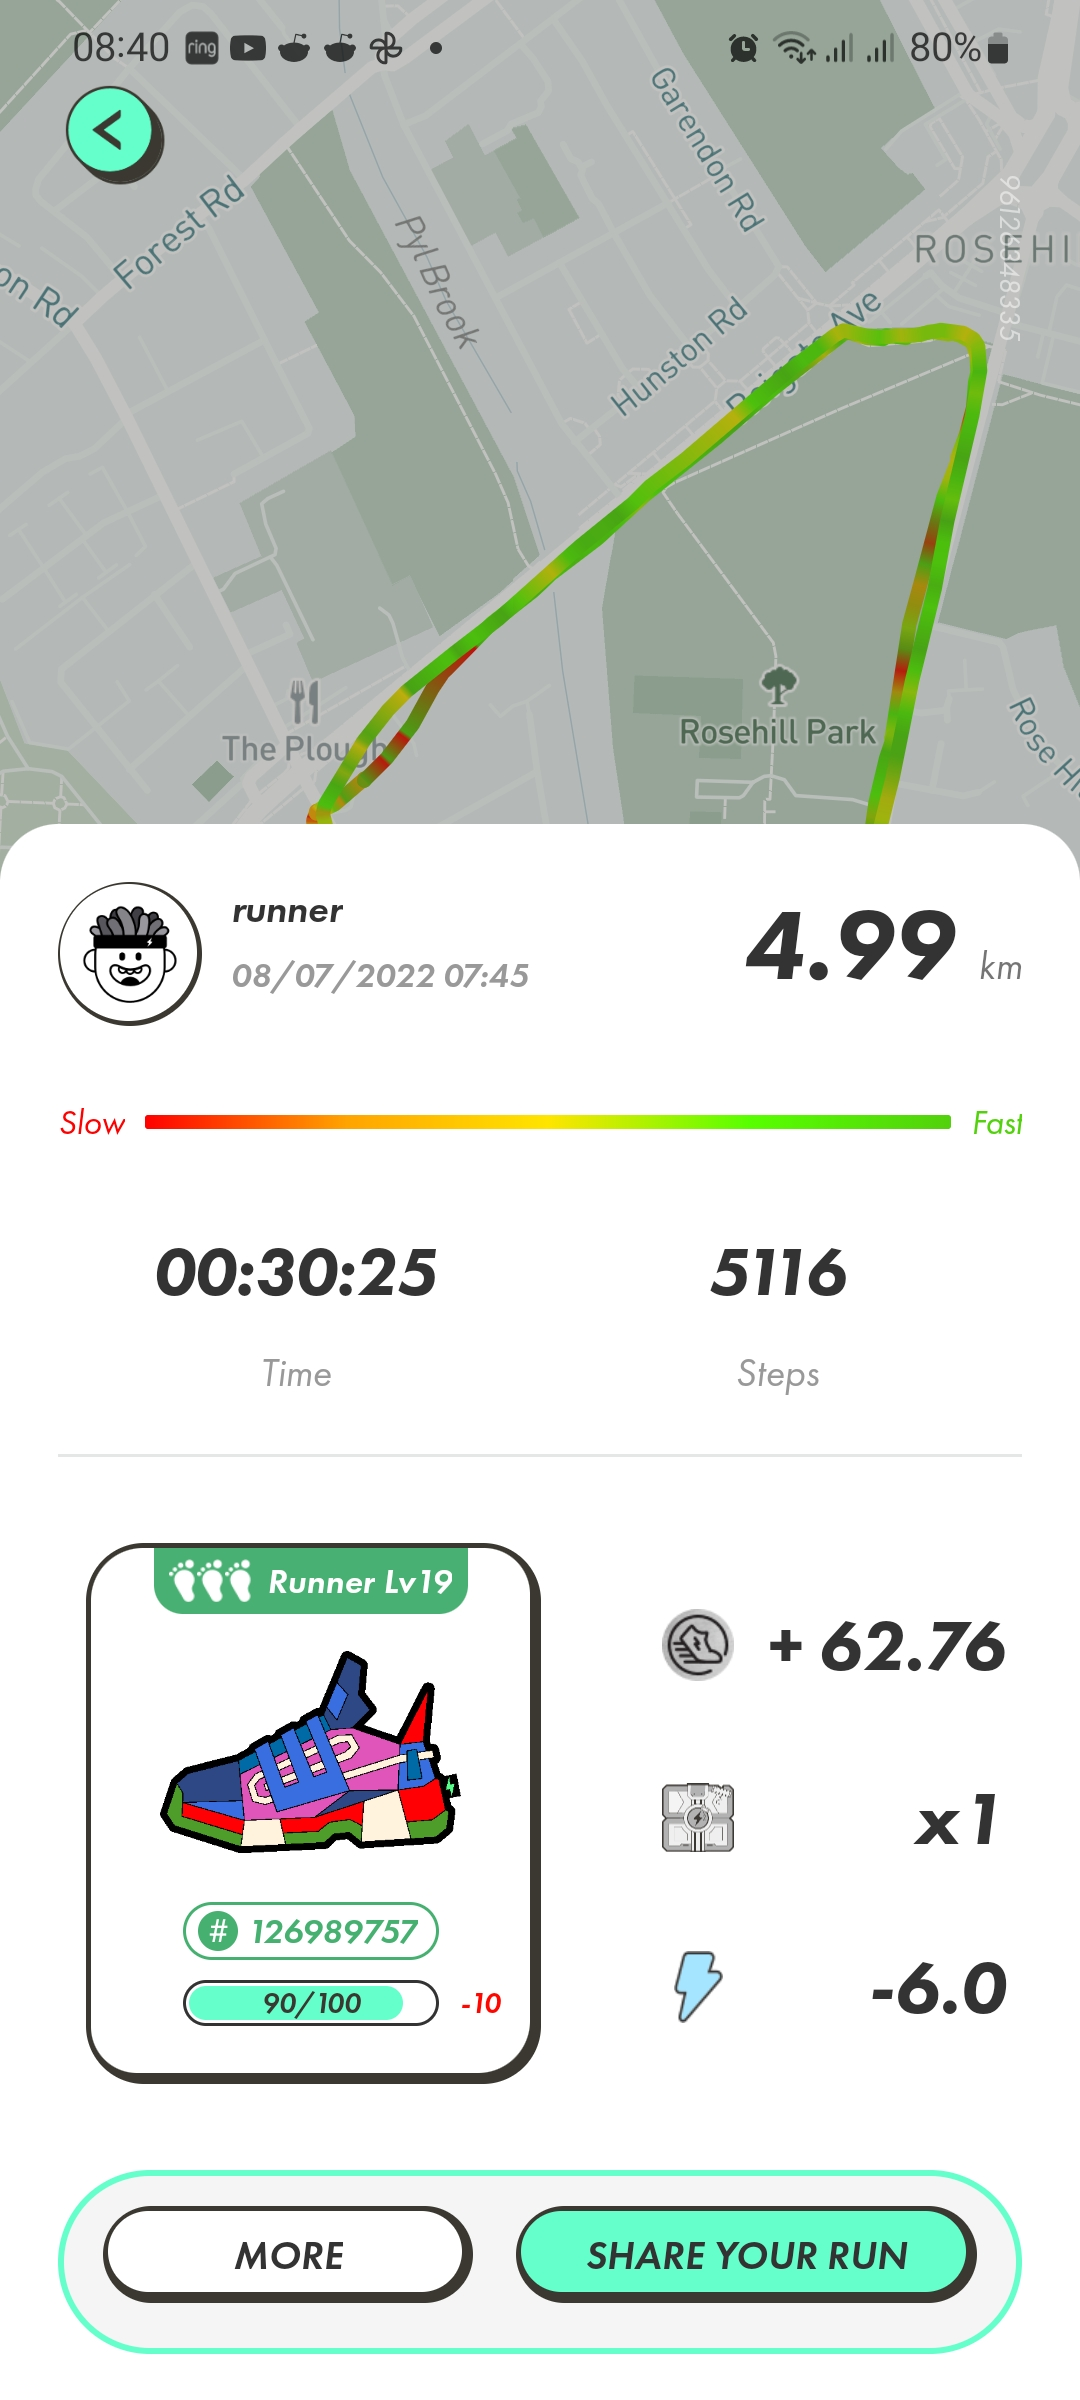 08:40 ring 80%
Garendon Rd
Forest Rd
on Rd
Pyl Brook
ROSEHI
96126848335
Hunston Rd
Ave
The Plough
Rosehill Park
Rose Hi
runner
08/07/2022 07:45
4.99 km
Slow Fast
00:30:25 5116
Time Steps
Runner Lv19
+ 62.76
x1
# 126989757
90/100 -10
-6.0
MORE SHARE YOUR RUN